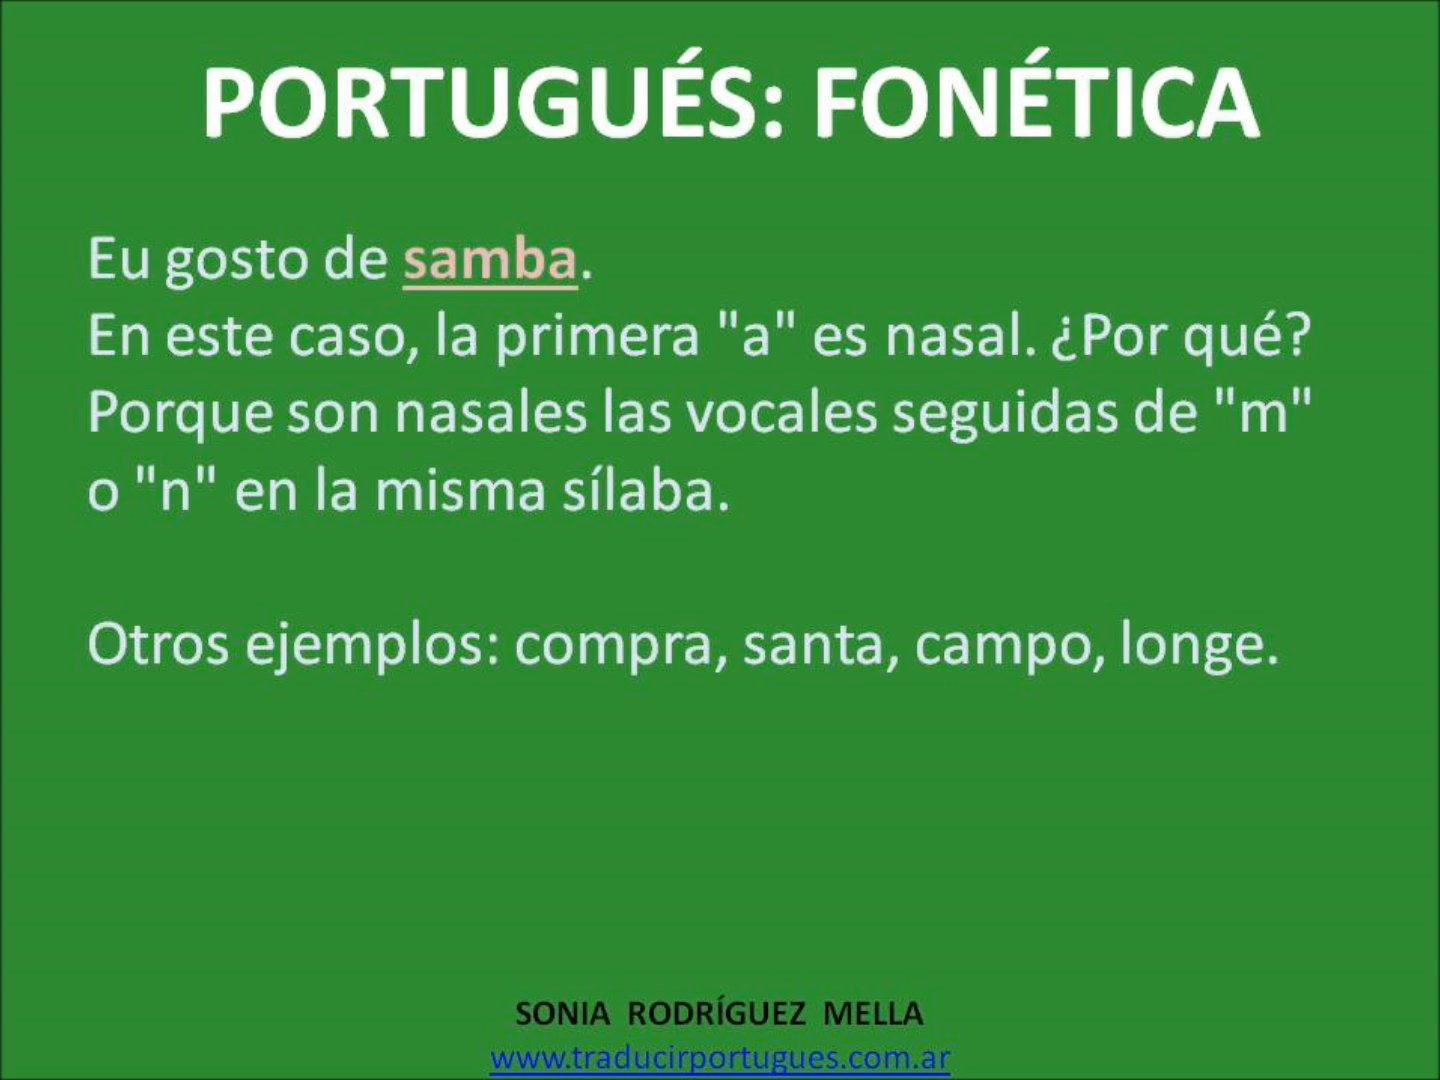 PORTUGUÉS: FONÉTICA
Eu gosto de samba.
En este caso, la primera "a" es nasal. ¿Por qué?
Porque son nasales las vocales seguidas de "m"
o "n" en la misma sílaba.
Otros ejemplos: compra, santa, campo, longe.
SONIA RODRÍGUEZ MELLA
www.traducirportugues.com.ar